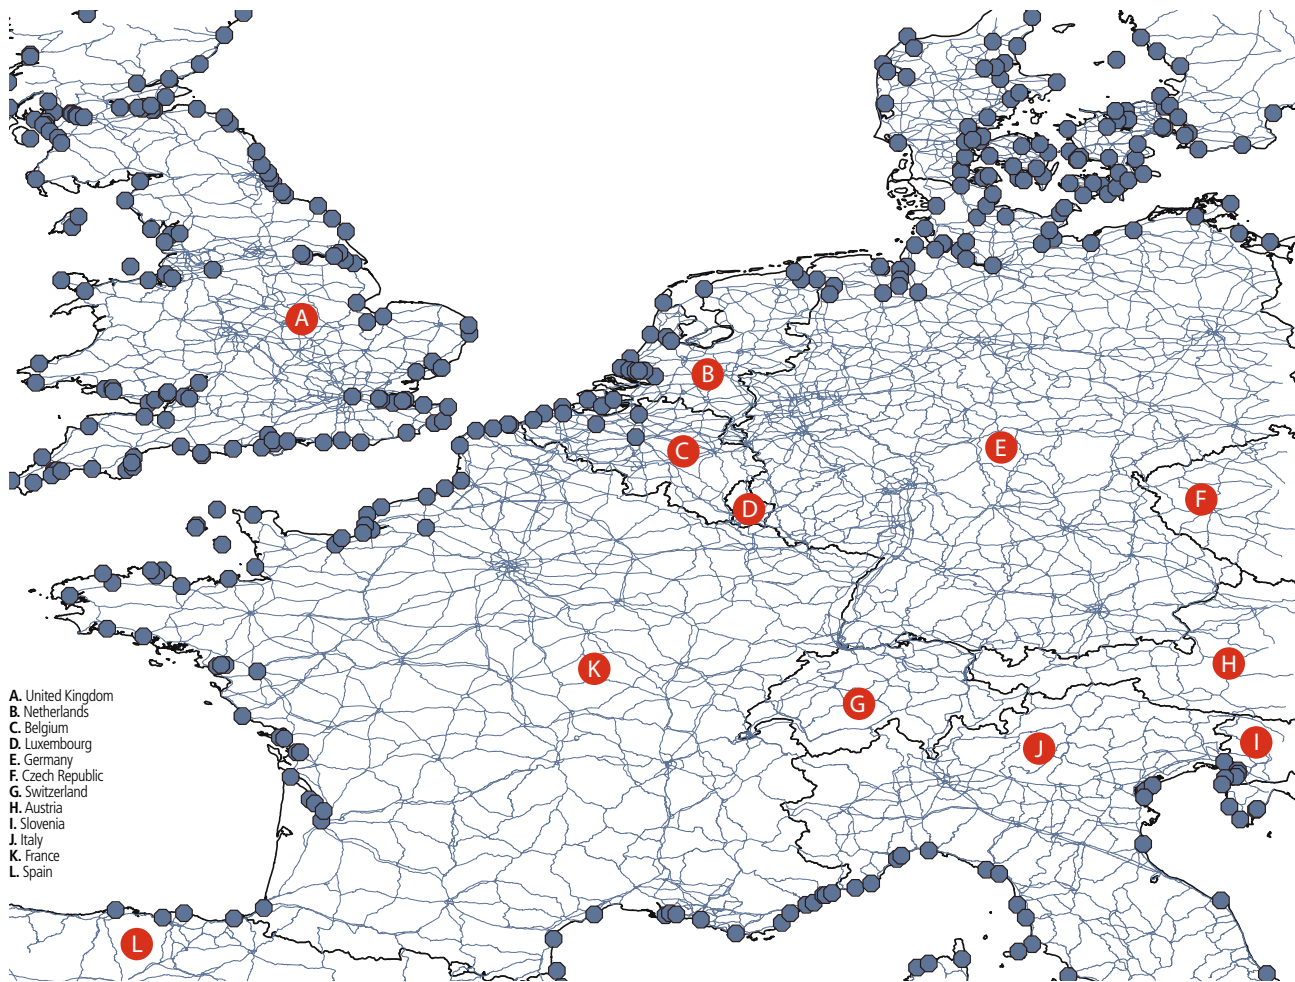 A
B
C
E
F
D
K
H
G
I
J
A. United Kingdom
B. Netherlands
C. Belgium
D. Luxembourg
E. Germany
F. Czech Republic
G. Switzerland
H. Austria
I. Slovenia
J. Italy
K. France
L. Spain
L